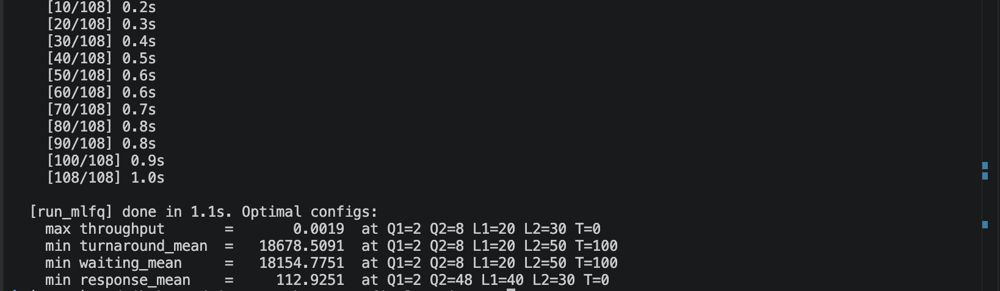 [10/108] 0.2s
[20/108] 0.3s
[30/108] 0.4s
[40/108] 0.5s
[50/108] 0.6s
[60/108] 0.6s
[70/108] 0.7s
[80/108] 0.8s
[90/108] 0.8s
[100/108] 0.9s
[108/108] 1.0s
[run_mlfq] done in 1.1s. Optimal configs:
max throughput = 0.0019 at Q1=2 Q2=8 L1=20 L2=30 T=0
min turnaround_mean = 18678.5091 at Q1=2 Q2=8 L1=20 L2=50 T=100
min waiting_mean = 18154.7751 at Q1=2 Q2=8 L1=20 L2=50 T=100
min response_mean = 112.9251 at Q1=2 Q2=48 L1=40 L2=30 T=0